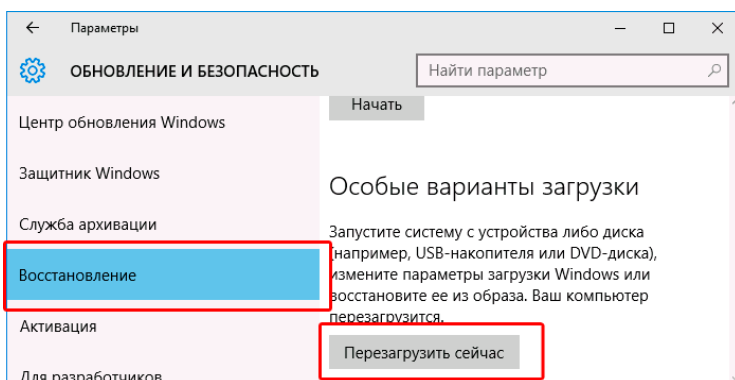 Параметры
ОБНОВЛЕНИЕ И БЕЗОПАСНОСТЬ
Найти параметр
Центр обновления Windows
Защитник Windows
Служба архивации
Восстановление
Активация
Для разработчиков
Начать
Особые варианты загрузки
Запустите систему с устройства либо диска
(например, USB-накопителя или DVD-диска),
измените параметры загрузки Windows или
восстановите ее из образа. Ваш компьютер
перезагрузится.
Перезагрузить сейчас